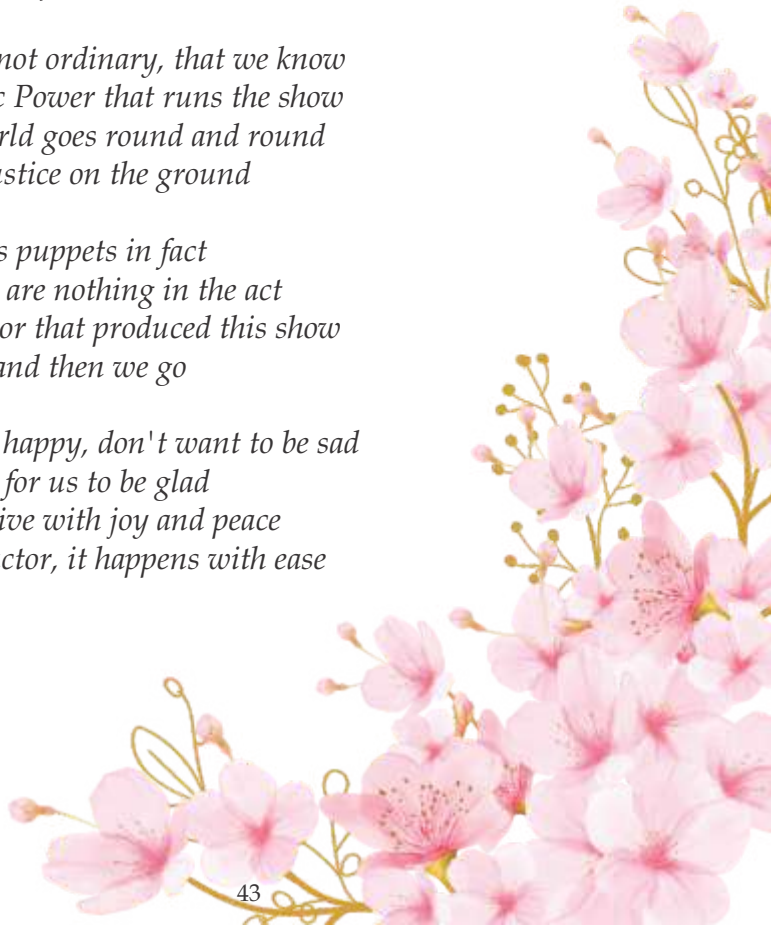 not ordinary, that we know
c Power that runs the show
rld goes round and round
ustice on the ground
s puppets in fact
are nothing in the act
or that produced this show
and then we go
happy, don't want to be sad
for us to be glad
ive with joy and peace
ctor, it happens with ease
43